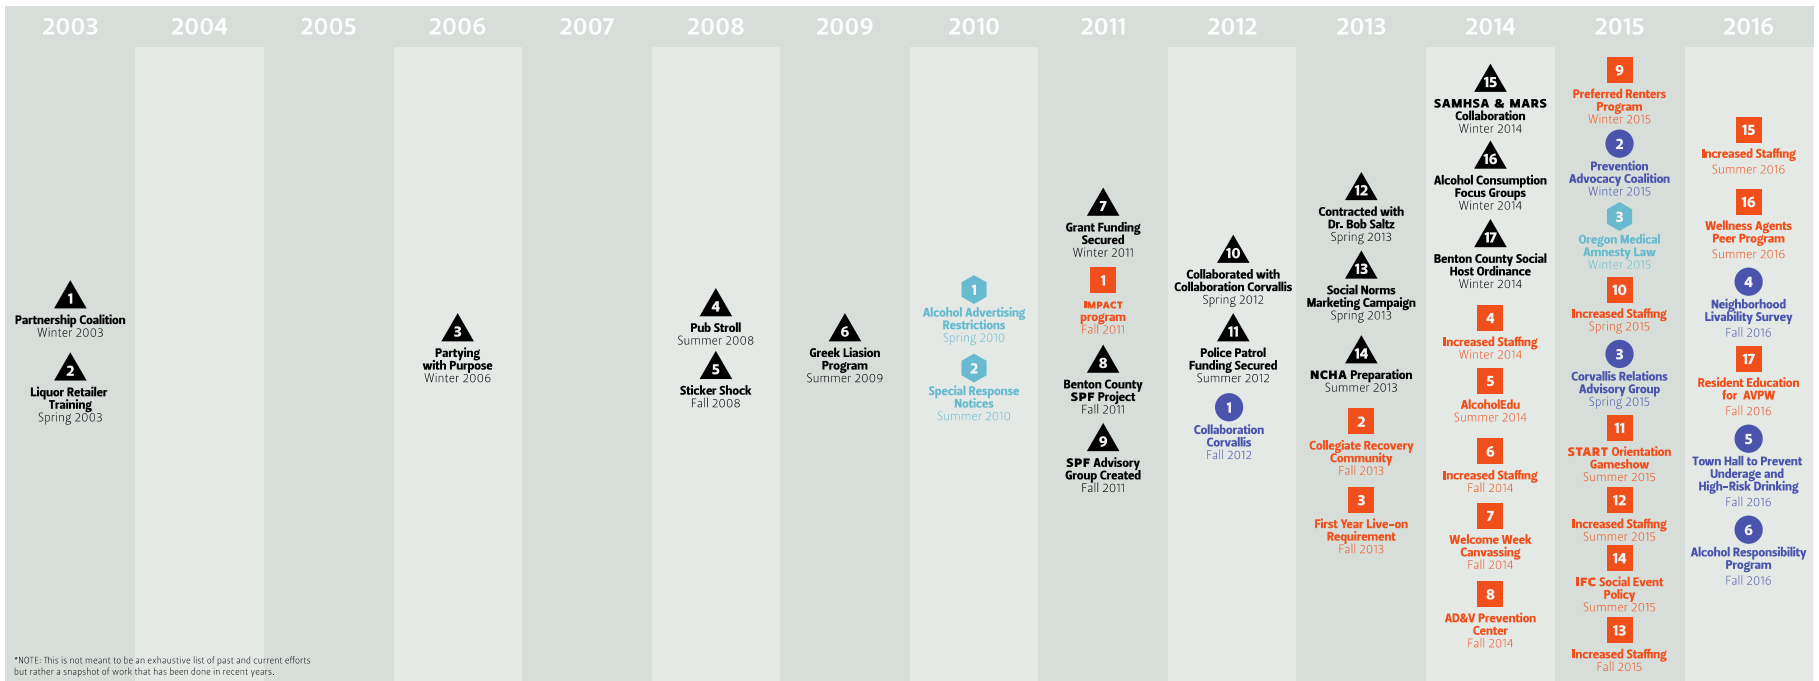 2003
2004
2005
2006
2007
2008
2009
2010
2011
2012
2013
2014
2015
2016
1
Partnership Coalition
Winter 2003
2
Liquor Retailer
Training
Spring 2003
3
Partying
with Purpose
Winter 2006
4
Pub Stroll
Summer 2008
5
Sticker Shock
Fall 2008
6
Greek Liasion
Program
Summer 2009
1
Alcohol Advertising
Restrictions
Spring 2010
2
Special Response
Notices
Summer 2010
7
Grant Funding
Secured
Winter 2011
1
IMPACT
program
Fall 2011
8
Benton County
SPF Project
Fall 2011
9
SPF Advisory
Group Created
Fall 2011
10
Collaborated with
Collaboration Corvallis
Spring 2012
11
Police Patrol
Funding Secured
Summer 2012
1
Collaboration
Corvallis
Fall 2012
12
Contracted with
Dr. Bob Saltz
Spring 2013
13
Social Norms
Marketing Campaign
Spring 2013
14
NCHA Preparation
Summer 2013
2
Collegiate Recovery
Community
Fall 2013
3
First Year Live-on
Requirement
Fall 2013
15
SAMHSA & MARS
Collaboration
Winter 2014
16
Alcohol Consumption
Focus Groups
Winter 2014
17
Benton County Social
Host Ordinance
Winter 2014
4
Increased Staffing
Winter 2014
5
AlcoholEdu
Summer 2014
6
Increased Staffing
Fall 2014
7
Welcome Week
Canvassing
Fall 2014
8
AD&V Prevention
Center
Fall 2014
9
Preferred Renters
Program
Winter 2015
2
Prevention
Advocacy Coalition
Winter 2015
3
Oregon Medical
Amnesty Law
Winter 2015
10
Increased Staffing
Spring 2015
3
Corvallis Relations
Advisory Group
Spring 2015
11
START Orientation
Gameshow
Summer 2015
12
Increased Staffing
Summer 2015
14
IFC Social Event
Policy
Summer 2015
13
Increased Staffing
Fall 2015
15
Increased Staffing
Summer 2016
16
Wellness Agents
Peer Program
Summer 2016
4
Neighborhood
Livability Survey
Fall 2016
17
Resident Education
for AVPW
Fall 2016
5
Town Hall to Prevent
Underage and
High-Risk Drinking
Fall 2016
6
Alcohol Responsibility
Program
Fall 2016
*NOTE: This is not meant to be an exhaustive list of past and current efforts
but rather a snapshot of work that has been done in recent years.